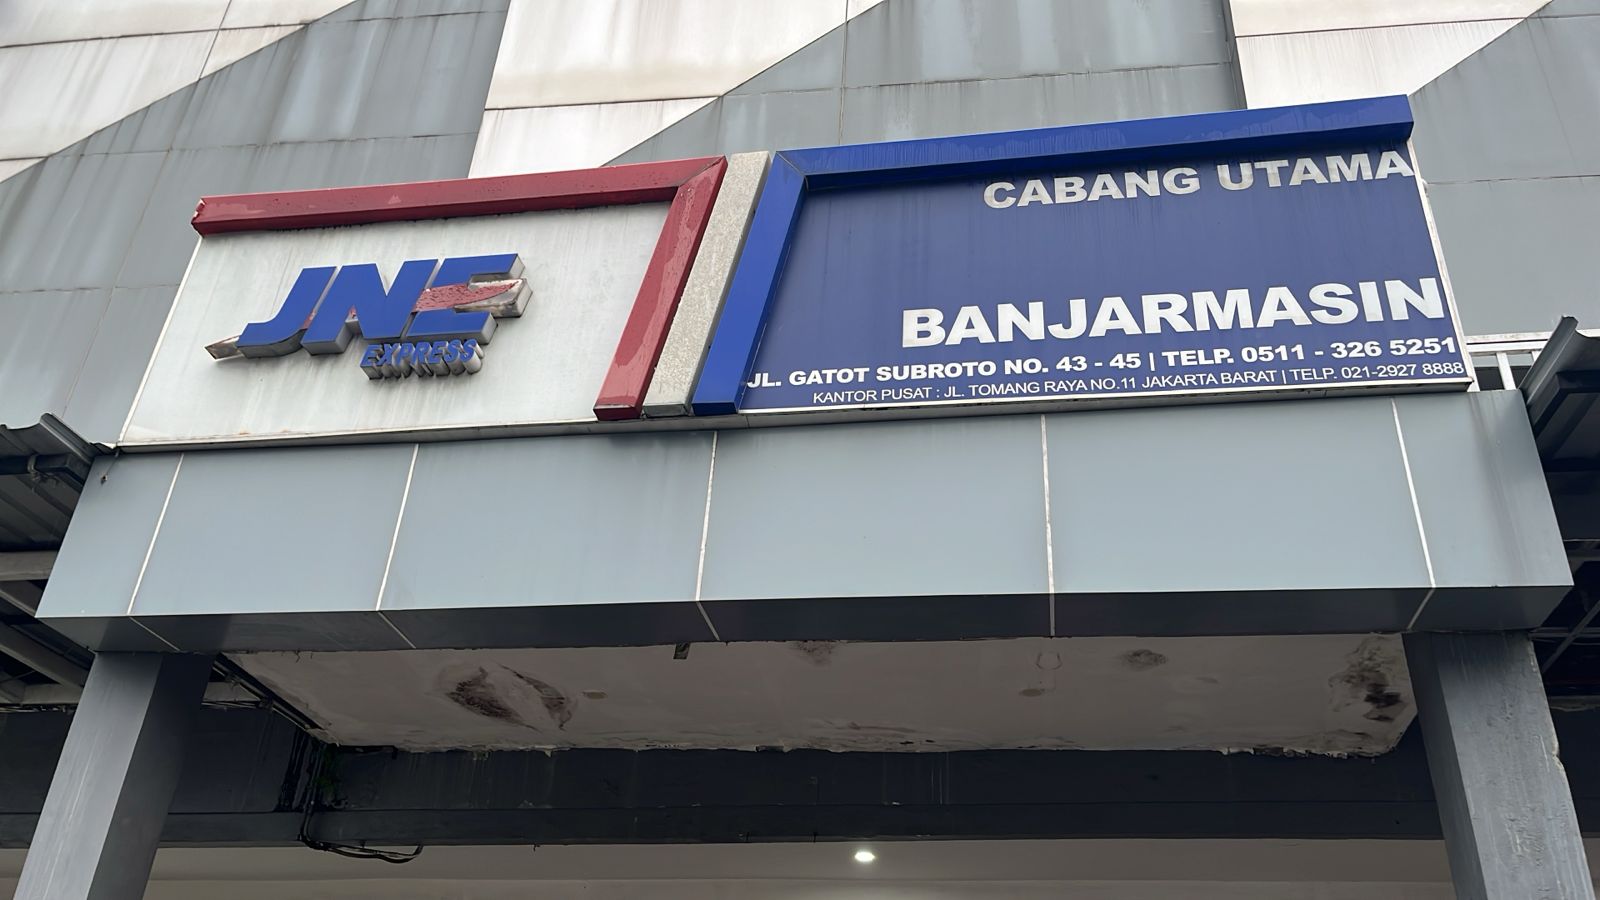 JNE
EXPRESS
CABANG UTAMA
BANJARMASIN
JL. GATOT SUBROTO NO. 43 - 45 | TELP. 0511 - 326 5251
KANTOR PUSAT : JL. TOMANG RAYA NO.11 JAKARTA BARAT | TELP. 021-2927 8888